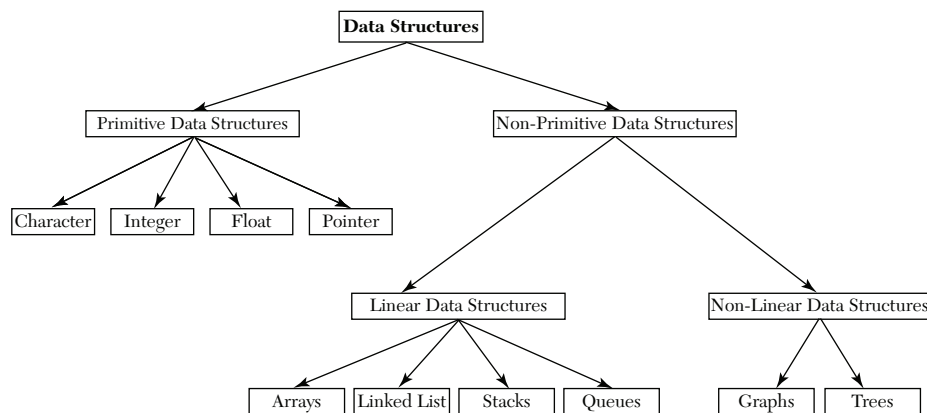 Data Structures
Primitive Data Structures
Non-Primitive Data Structures
Character
Integer
Float
Pointer
Linear Data Structures
Non-Linear Data Structures
Arrays
Linked List
Stacks
Queues
Graphs
Trees